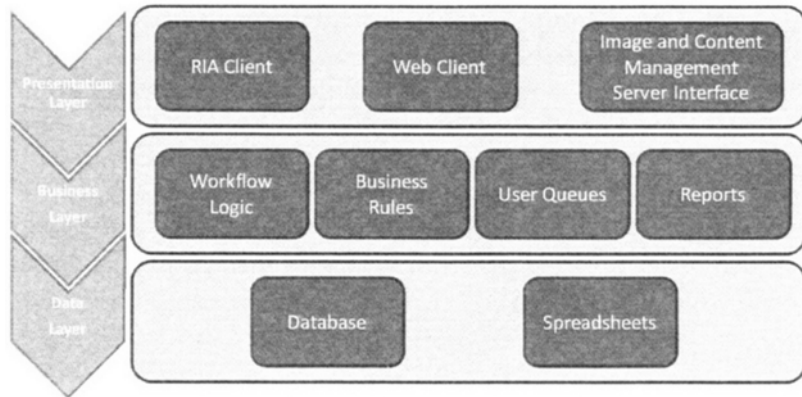 Presentation
Layer
RIA Client
Web Client
Image and Content
Management
Server Interface
Business
Layer
Workflow
Logic
Business
Rules
User Queues
Reports
Data
Layer
Database
Spreadsheets